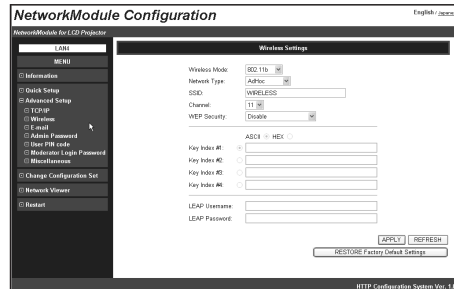 NetworkModule Configuration
English / Japanese
NetworkModule for LCD Projector
LAN4
MENU
Information
Quick Setup
Advanced Setup
TCP/IP
Wireless
E-mail
Admin Password
User PIN code
Moderator Login Password
Miscellaneous
Change Configuration Set
Network Viewer
Restart
Wireless Settings
Wireless Mode: 802.11b
Network Type: AdHoc
SSID: WIRELESS
Channel: 11
WEP Security: Disable
ASCII HEX
Key Index #1:
Key Index #2:
Key Index #3:
Key Index #4:
LEAP Username:
LEAP Password:
APPLY REFRESH
RESTORE Factory Default Settings
HTTP Configuration System Ver. 1.0